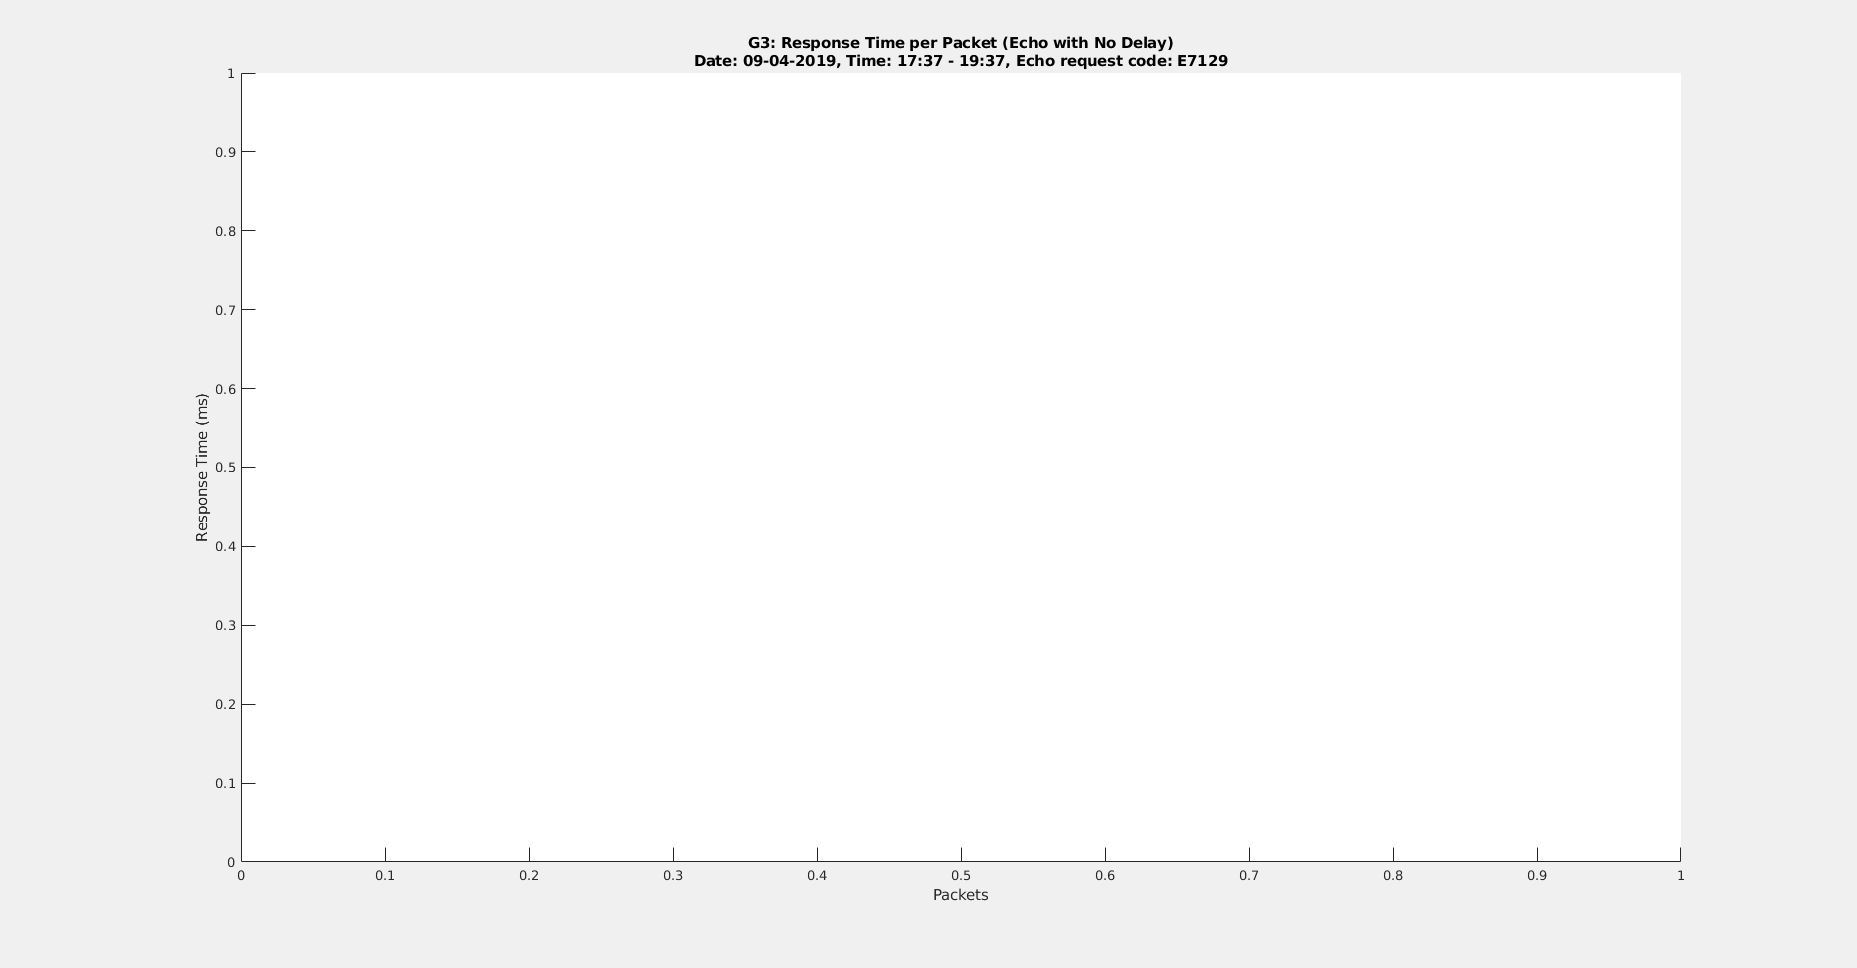 G3: Response Time per Packet (Echo with No Delay)
Date: 09-04-2019, Time: 17:37 - 19:37, Echo request code: E7129
1
0.9
0.8
0.7
0.6
0.5
0.4
0.3
0.2
0.1
0
Response Time (ms)
0 0.1 0.2 0.3 0.4 0.5 0.6 0.7 0.8 0.9 1
Packets